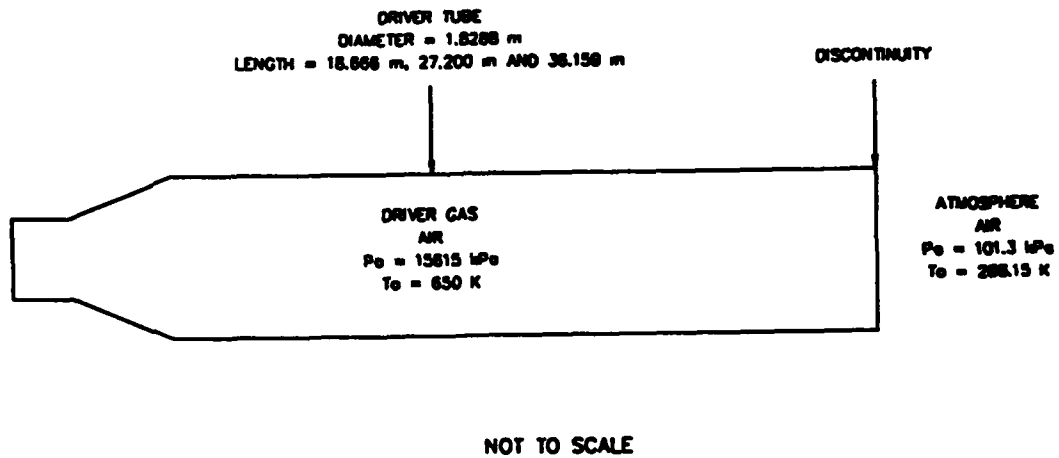 DRIVER TUBE
DIAMETER = 1.8288 m
LENGTH = 18.666 m, 27.200 m AND 36.159 m
DISCONTINUITY
DRIVER GAS
AIR
Po = 15615 kPa
To = 650 K
ATMOSPHERE
AIR
Po = 101.3 kPa
To = 288.15 K
NOT TO SCALE